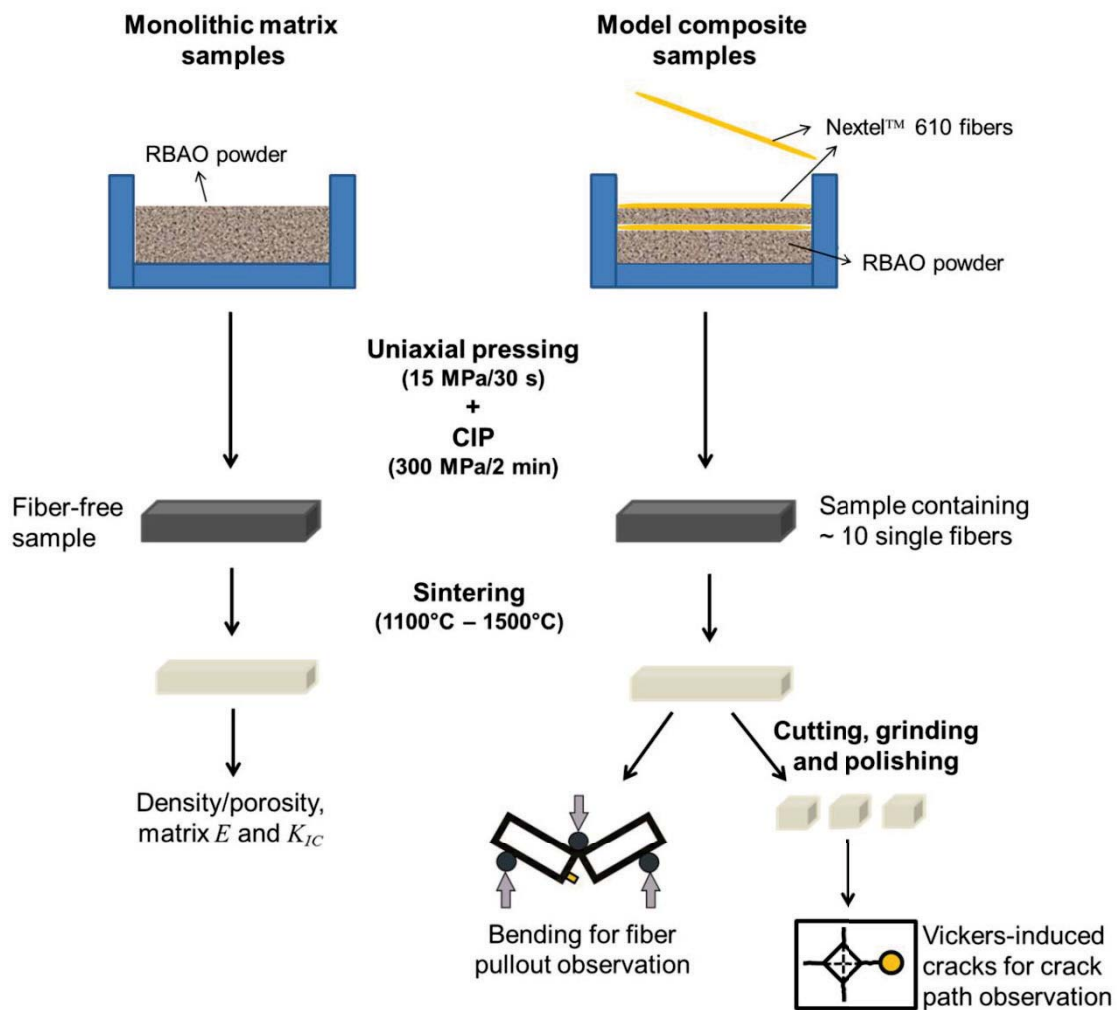 Monolithic matrix
samples
Model composite
samples
Nextel™ 610 fibers
RBAO powder
RBAO powder
Uniaxial pressing
(15 MPa/30 s)
+
CIP
(300 MPa/2 min)
Fiber-free
sample
Sample containing
~ 10 single fibers
Sintering
(1100°C – 1500°C)
Cutting, grinding
and polishing
Density/porosity,
matrix E and K_IC
Bending for fiber
pullout observation
Vickers-induced
cracks for crack
path observation